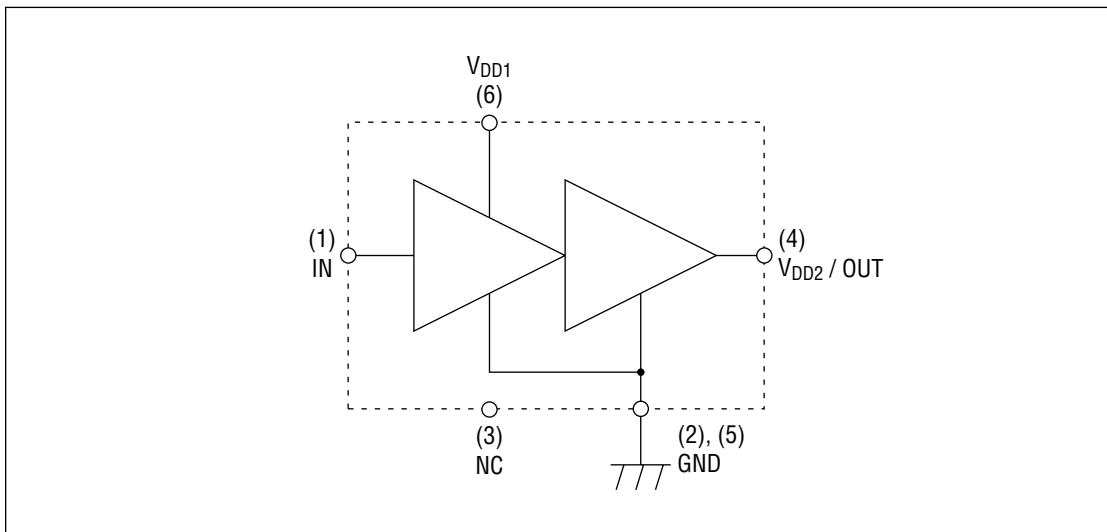 VDD1
(6)
(1)
IN
(4)
VDD2 / OUT
(3)
NC
(2), (5)
GND